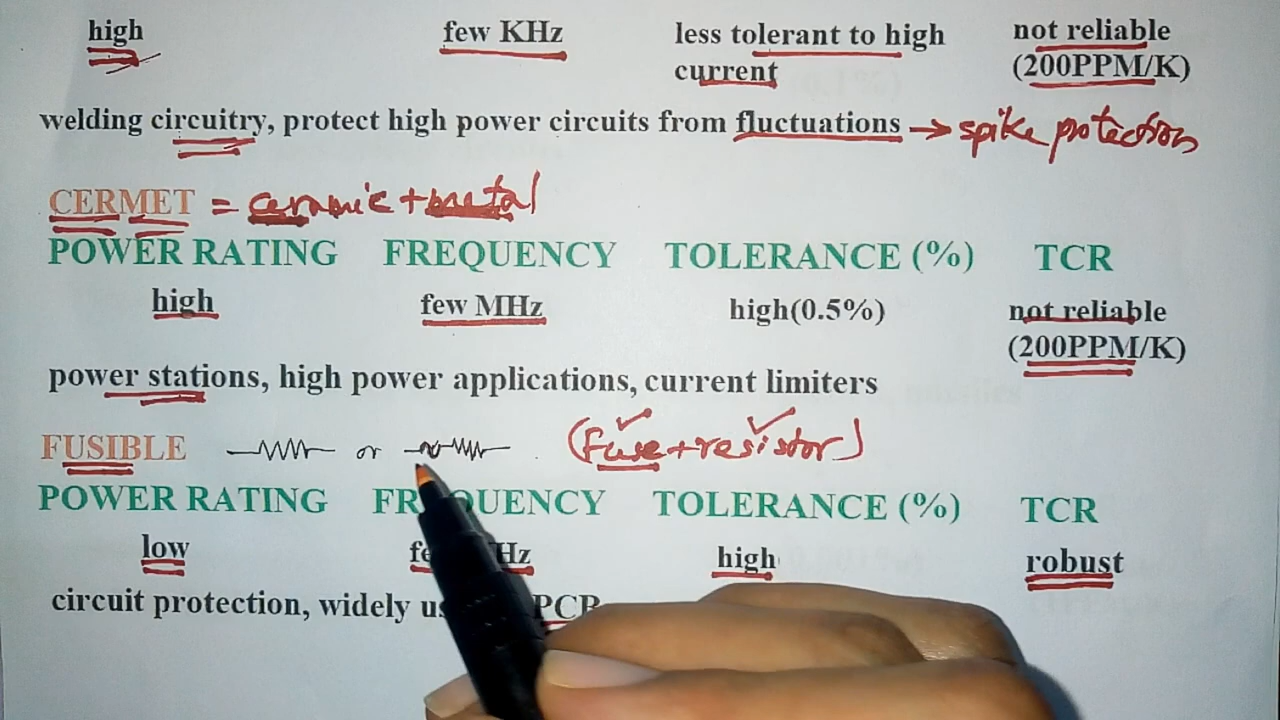 high few KHz less tolerant to high not reliable
current (200PPM/K)
welding circuitry, protect high power circuits from fluctuations → spike protection
CERMET = ceramic + metal
POWER RATING FREQUENCY TOLERANCE (%) TCR
high few MHz high(0.5%) not reliable
(200PPM/K)
power stations, high power applications, current limiters
FUSIBLE or (fuse+resistor)
POWER RATING TOLERANCE (%) TCR
low high robust
circuit protection, widely PCB